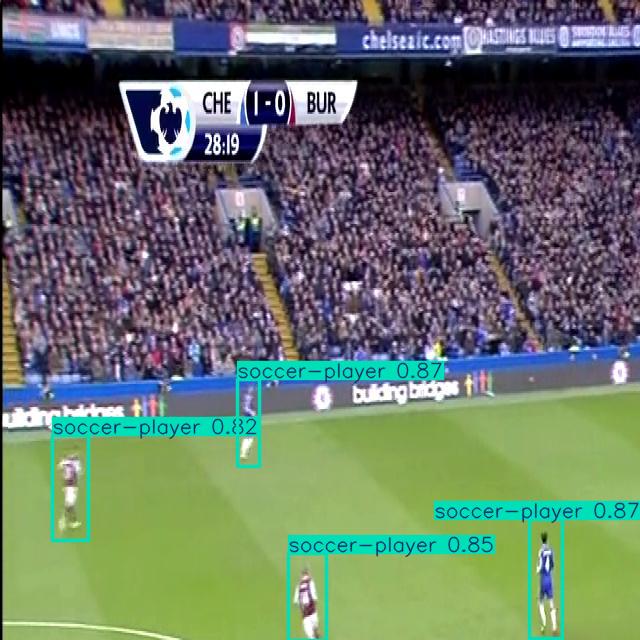 chelseafc.com
HASTINGS BLUES
CHE 1-0 BUR
28:19
soccer-player 0.87
building bridges
building bridges
soccer-player 0.82
soccer-player 0.87
soccer-player 0.85